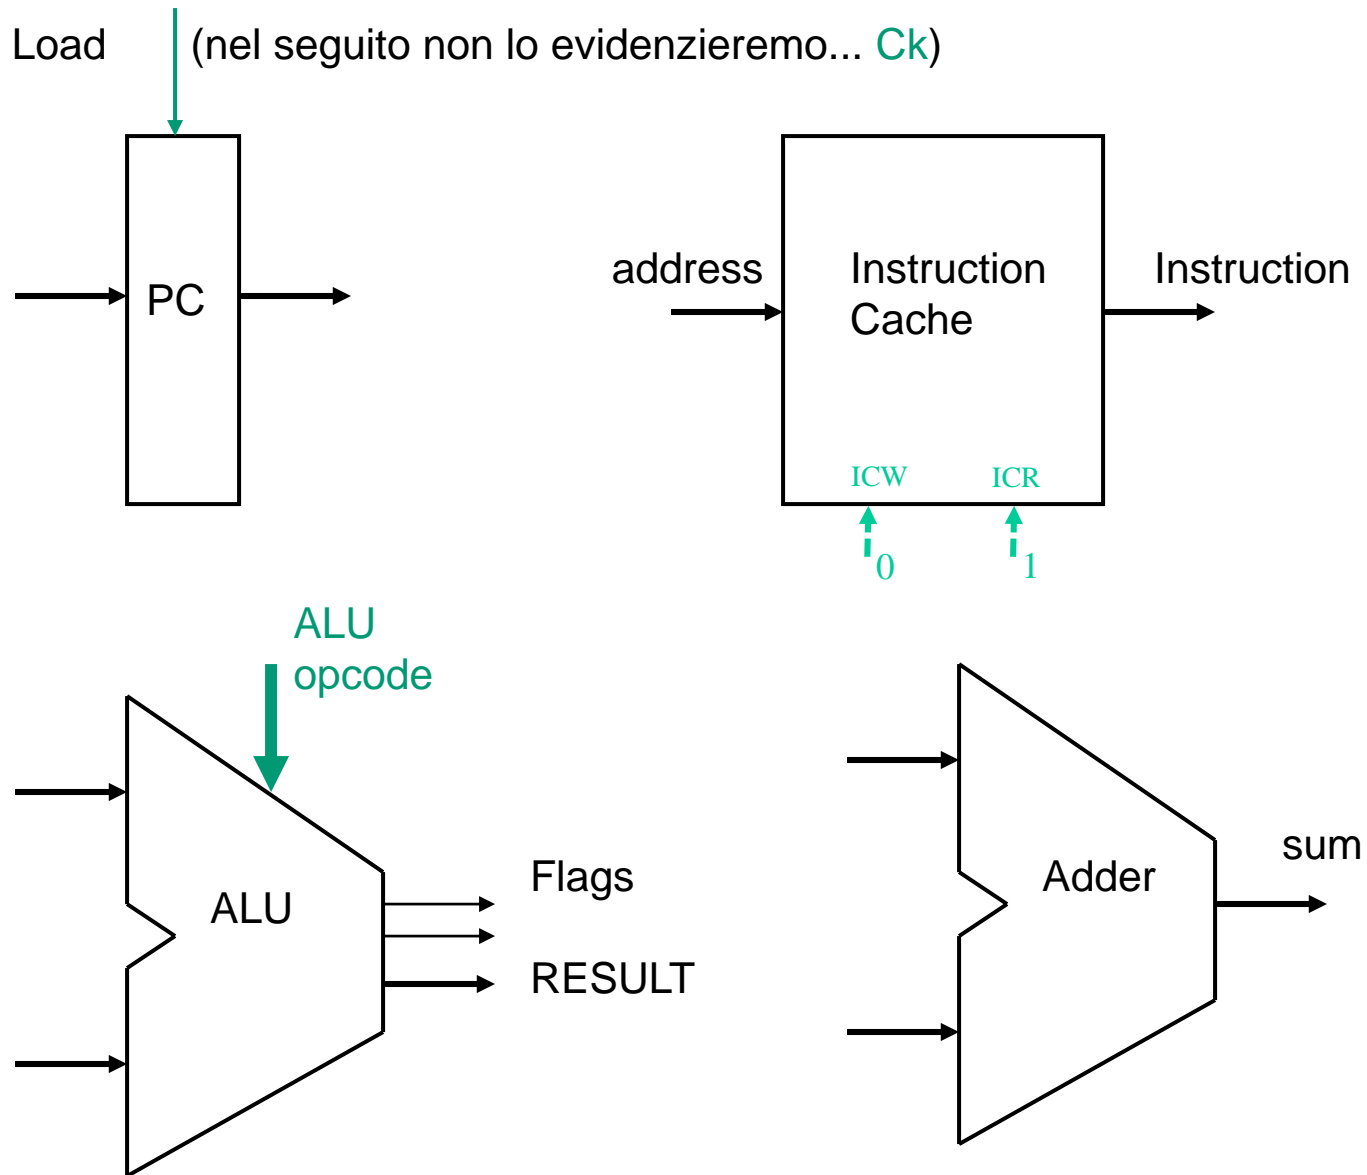 Load (nel seguito non lo evidenzieremo... Ck)
PC
address
Instruction
Cache
Instruction
ICW
ICR
0
1
ALU
opcode
ALU
Flags
RESULT
Adder
sum